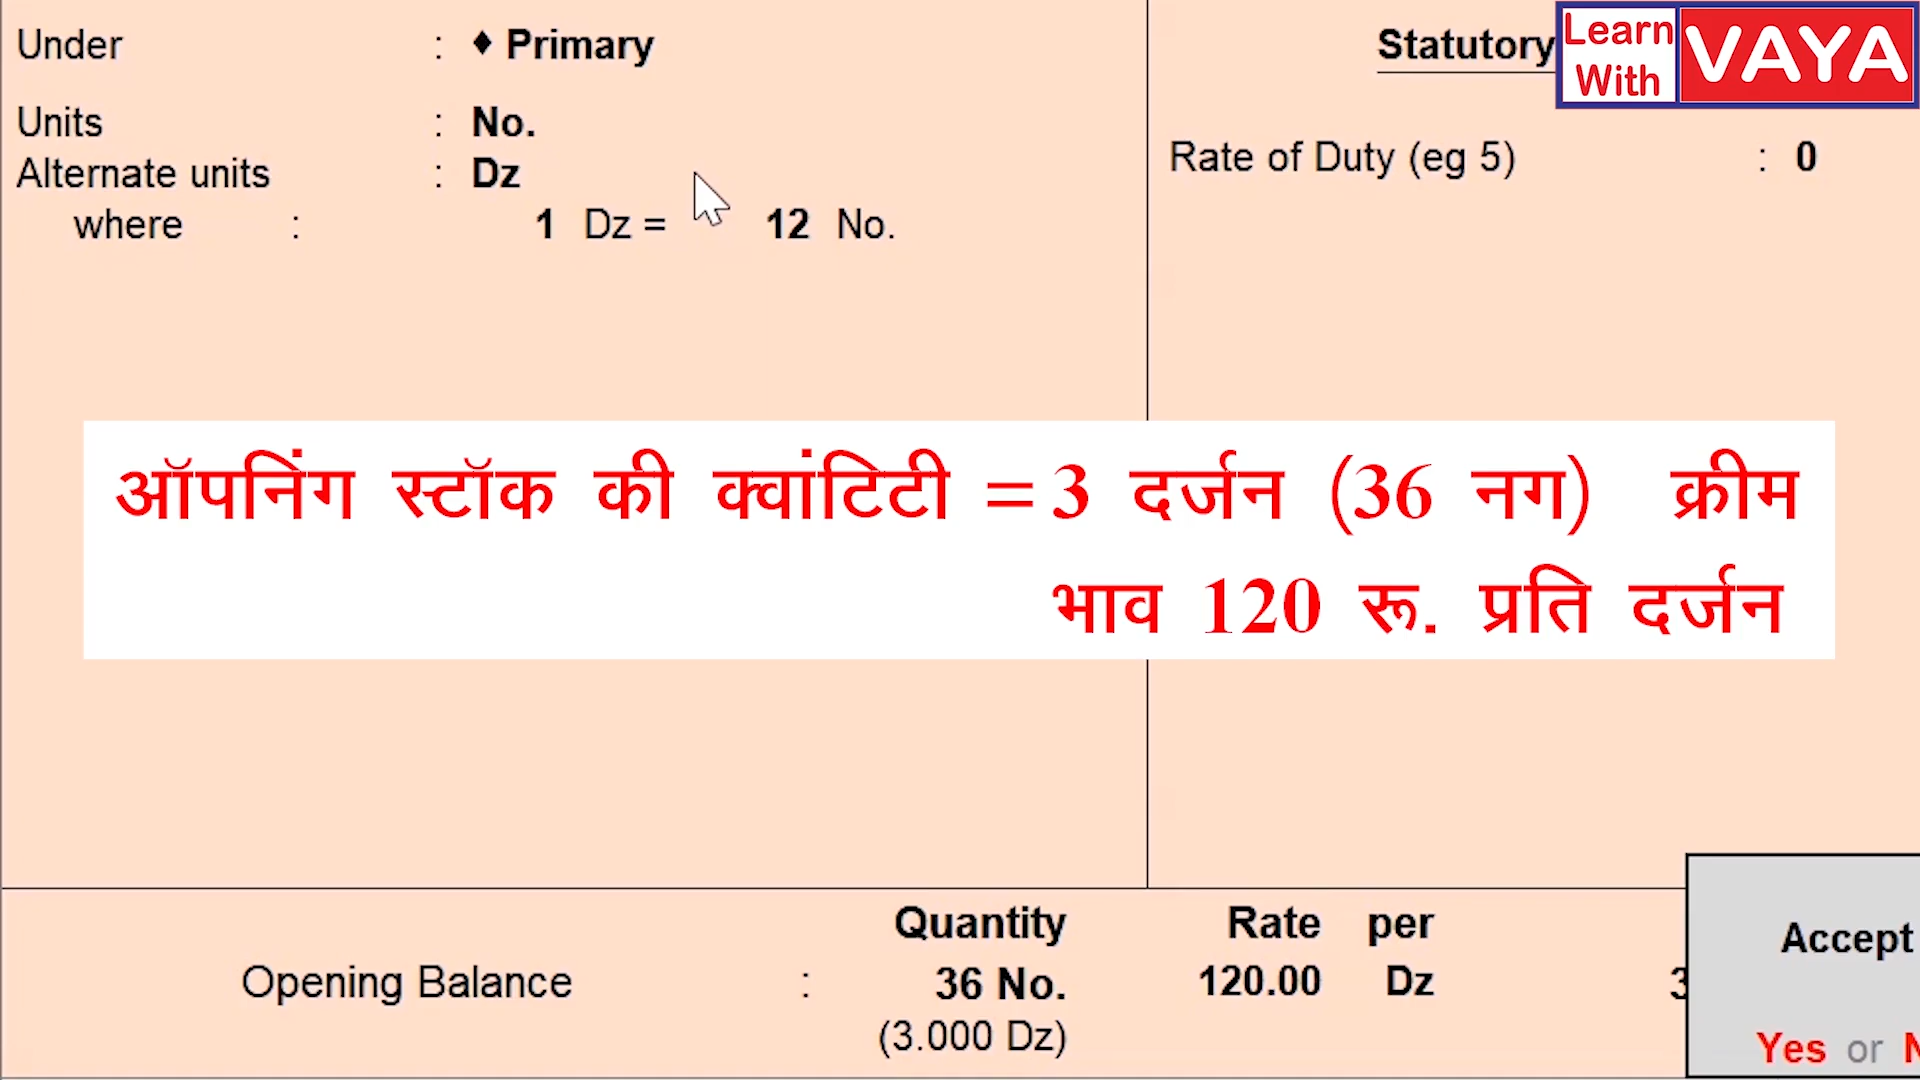 Under : ♦ Primary
Statutory
Learn With VAYA
Units : No.
Alternate units : Dz
where : 1 Dz = 12 No.
Rate of Duty (eg 5) : 0
ऑपनिंग स्टॉक की क्वांटिटी = 3 दर्जन (36 नग) क्रीम
भाव 120 रू. प्रति दर्जन
Quantity Rate per
Opening Balance : 36 No. 120.00 Dz
(3.000 Dz)
Accept
Yes or